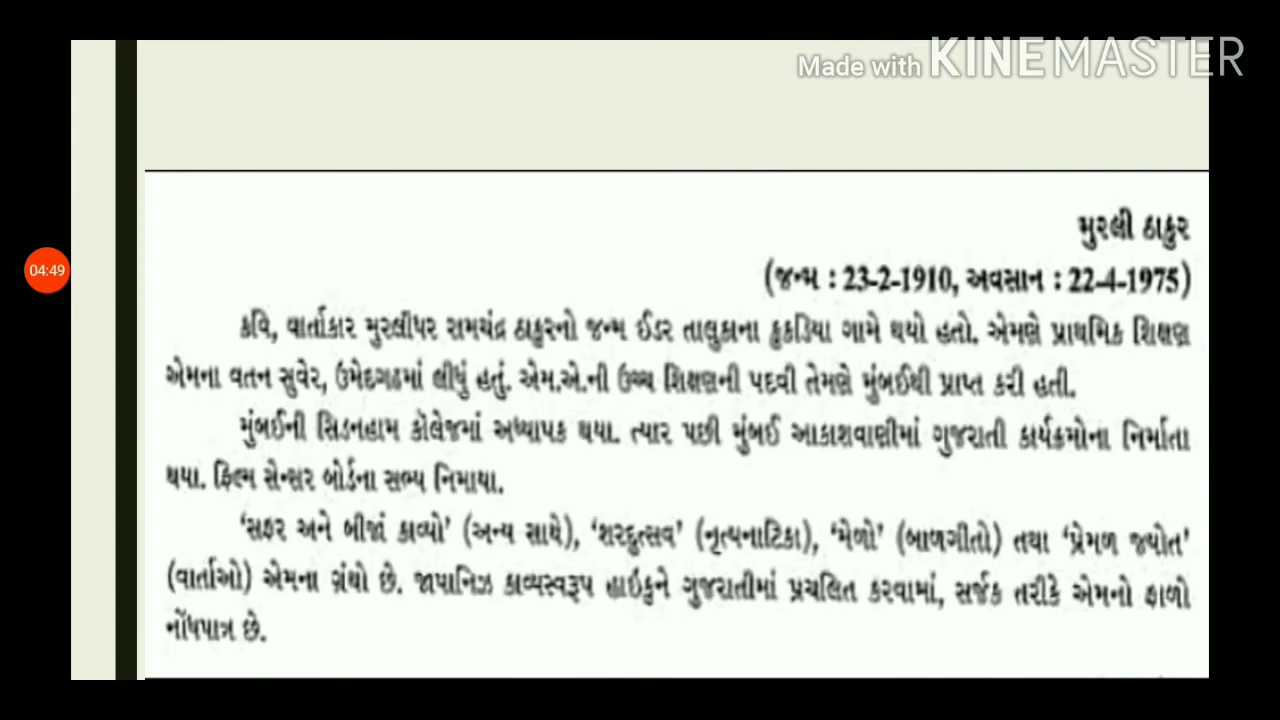 Made with KINEMASTER
મુરલી ઠાકુર
(જન્મ : 23-2-1910, અવસાન : 22-4-1975)
04:49
કવિ, વાર્તાકાર મુરલીધર રામચંદ્ર ઠાકુરનો જન્મ ઈડર તાલુકાના કુકડિયા ગામે થયો હતો. એમણે પ્રાથમિક શિક્ષણ
એમના વતન સુવેર, ઉમેદગઢમાં લીધું હતું. એમ.એ.ની ઉચ્ચ શિક્ષણની પદવી તેમણે મુંબઈથી પ્રાપ્ત કરી હતી.
મુંબઈની સિડનહામ કૉલેજમાં અધ્યાપક થયા. ત્યાર પછી મુંબઈ આકાશવાણીમાં ગુજરાતી કાર્યક્રમોના નિર્માતા
થયા. ફિલ્મ સેન્સર બોર્ડના સભ્ય નિમાયા.
‘સફર અને બીજાં કાવ્યો’ (અન્ય સાથે), ‘શરદુત્સવ’ (નૃત્યનાટિકા), ‘મેળો’ (બાળગીતો) તથા ‘પ્રેમળ જ્યોત’
(વાર્તાઓ) એમના ગ્રંથો છે. જાપાનિઝ કાવ્યસ્વરૂપ હાઈકુને ગુજરાતીમાં પ્રચલિત કરવામાં, સર્જક તરીકે એમનો ફાળો
નોંધપાત્ર છે.